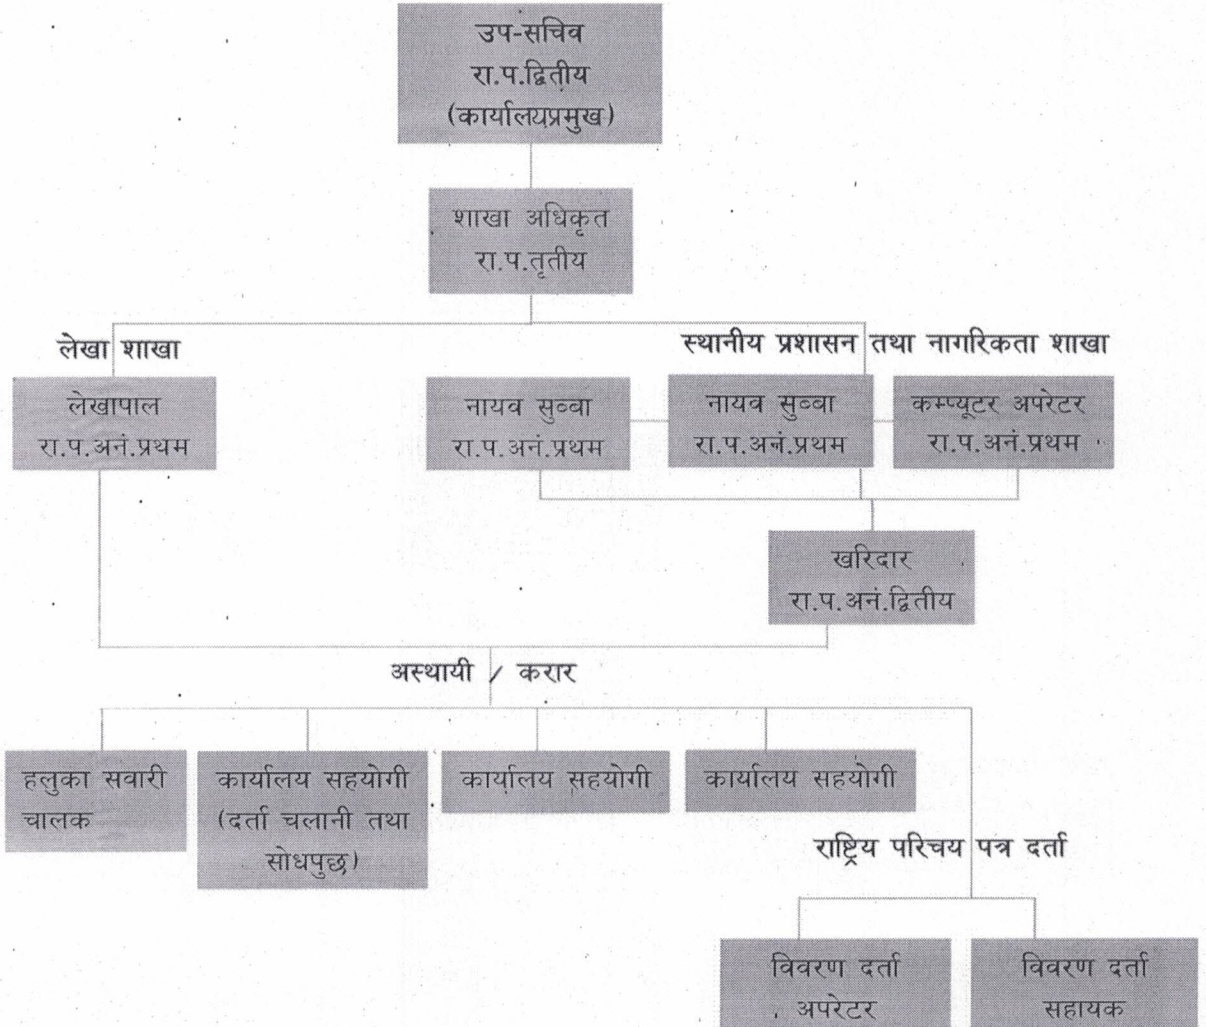 उप-सचिव
रा.प.द्वितीय
(कार्यालयप्रमुख)
शाखा अधिकृत
रा.प.तृतीय
लेखा शाखा
स्थानीय प्रशासन तथा नागरिकता शाखा
लेखापाल
रा.प.अनं.प्रथम
नायव सुब्बा
रा.प.अनं.प्रथम
नायव सुब्बा
रा.प.अनं.प्रथम
कम्प्यूटर अपरेटर
रा.प.अनं.प्रथम
खरिदार
रा.प.अनं.द्वितीय
अस्थायी / करार
हलुका सवारी
चालक
कार्यालय सहयोगी
(दर्ता चलानी तथा
सोधपुछ)
कार्यालय सहयोगी
कार्यालय सहयोगी
राष्ट्रिय परिचय पत्र दर्ता
विवरण दर्ता
अपरेटर
विवरण दर्ता
सहायक